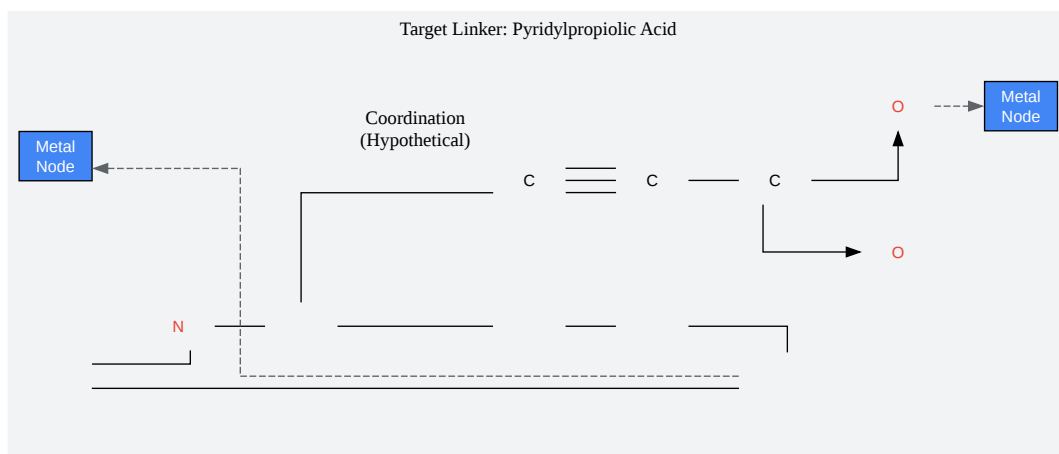 Target Linker: Pyridylpropiolic Acid
O
Metal
Node
Coordination
(Hypothetical)
Metal
Node
C
C
C
O
N